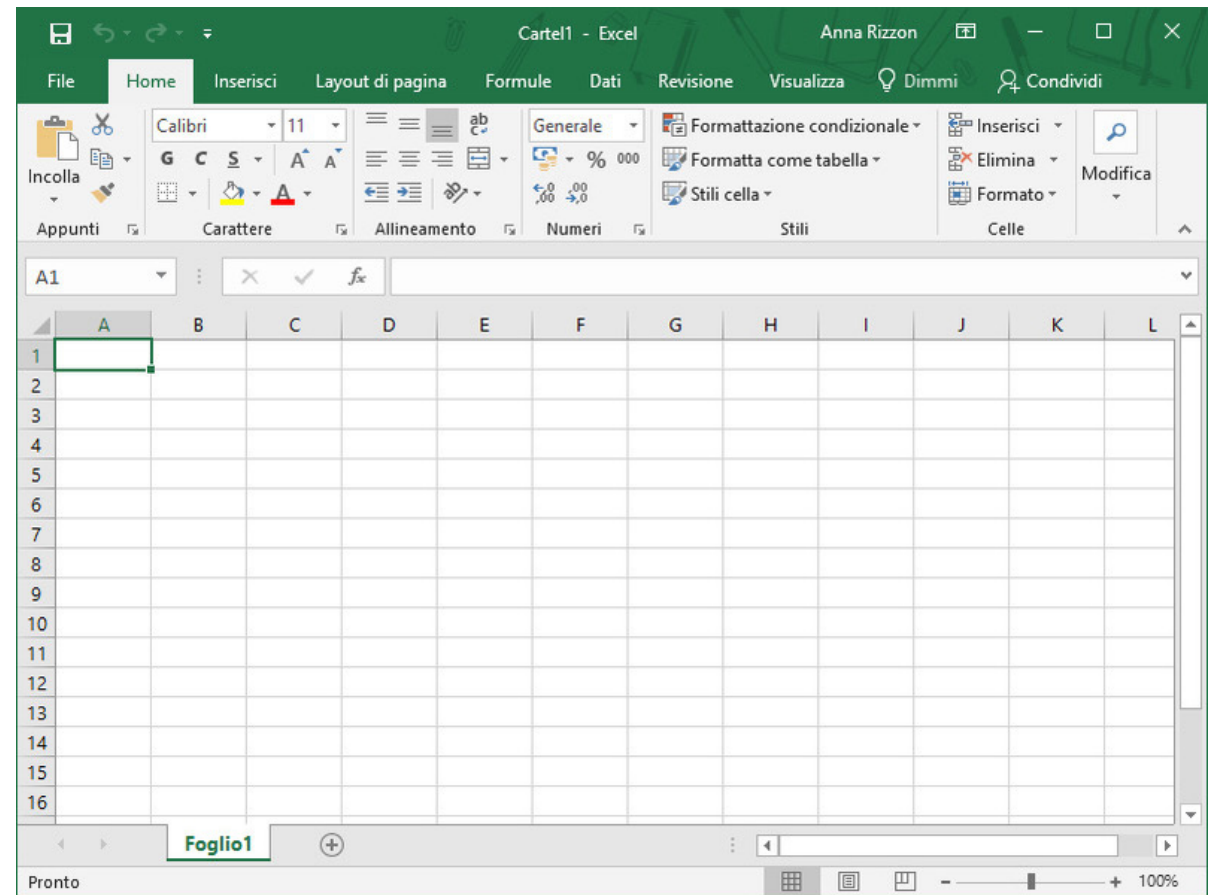 Cartel1 - Excel
Anna Rizzon
File Home Inserisci Layout di pagina Formule Dati Revisione Visualizza Dimmi Condividi
Incolla
Appunti
Calibri 11
G C S A A
A
Carattere
ab
c
Allineamento
Generale
% 000
,00 ,00
Numeri
Formattazione condizionale
Formatta come tabella
Stili cella
Stili
Inserisci
Elimina
Formato
Celle
Modifica
A1 fx
A B C D E F G H I J K L
1
2
3
4
5
6
7
8
9
10
11
12
13
14
15
16
Foglio1
Pronto 100%